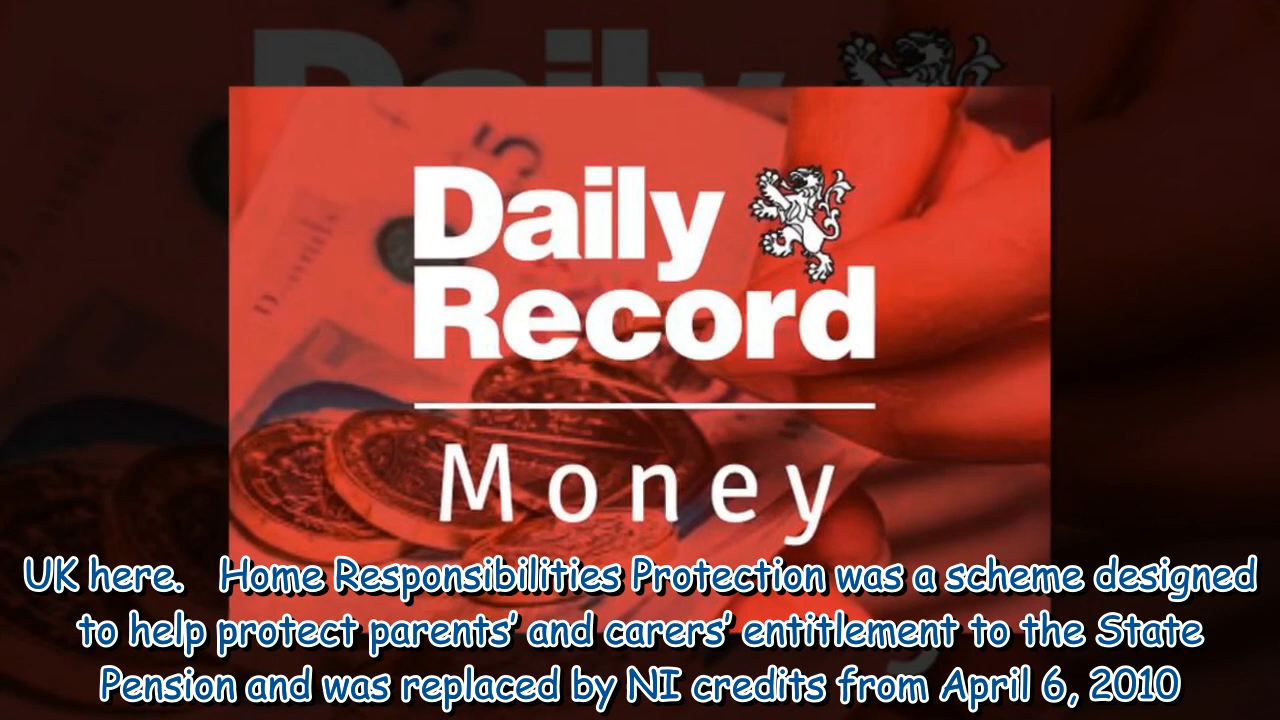 Daily
Record
Money
UK here. Home Responsibilities Protection was a scheme designed
to help protect parents’ and carers’ entitlement to the State
Pension and was replaced by NI credits from April 6, 2010